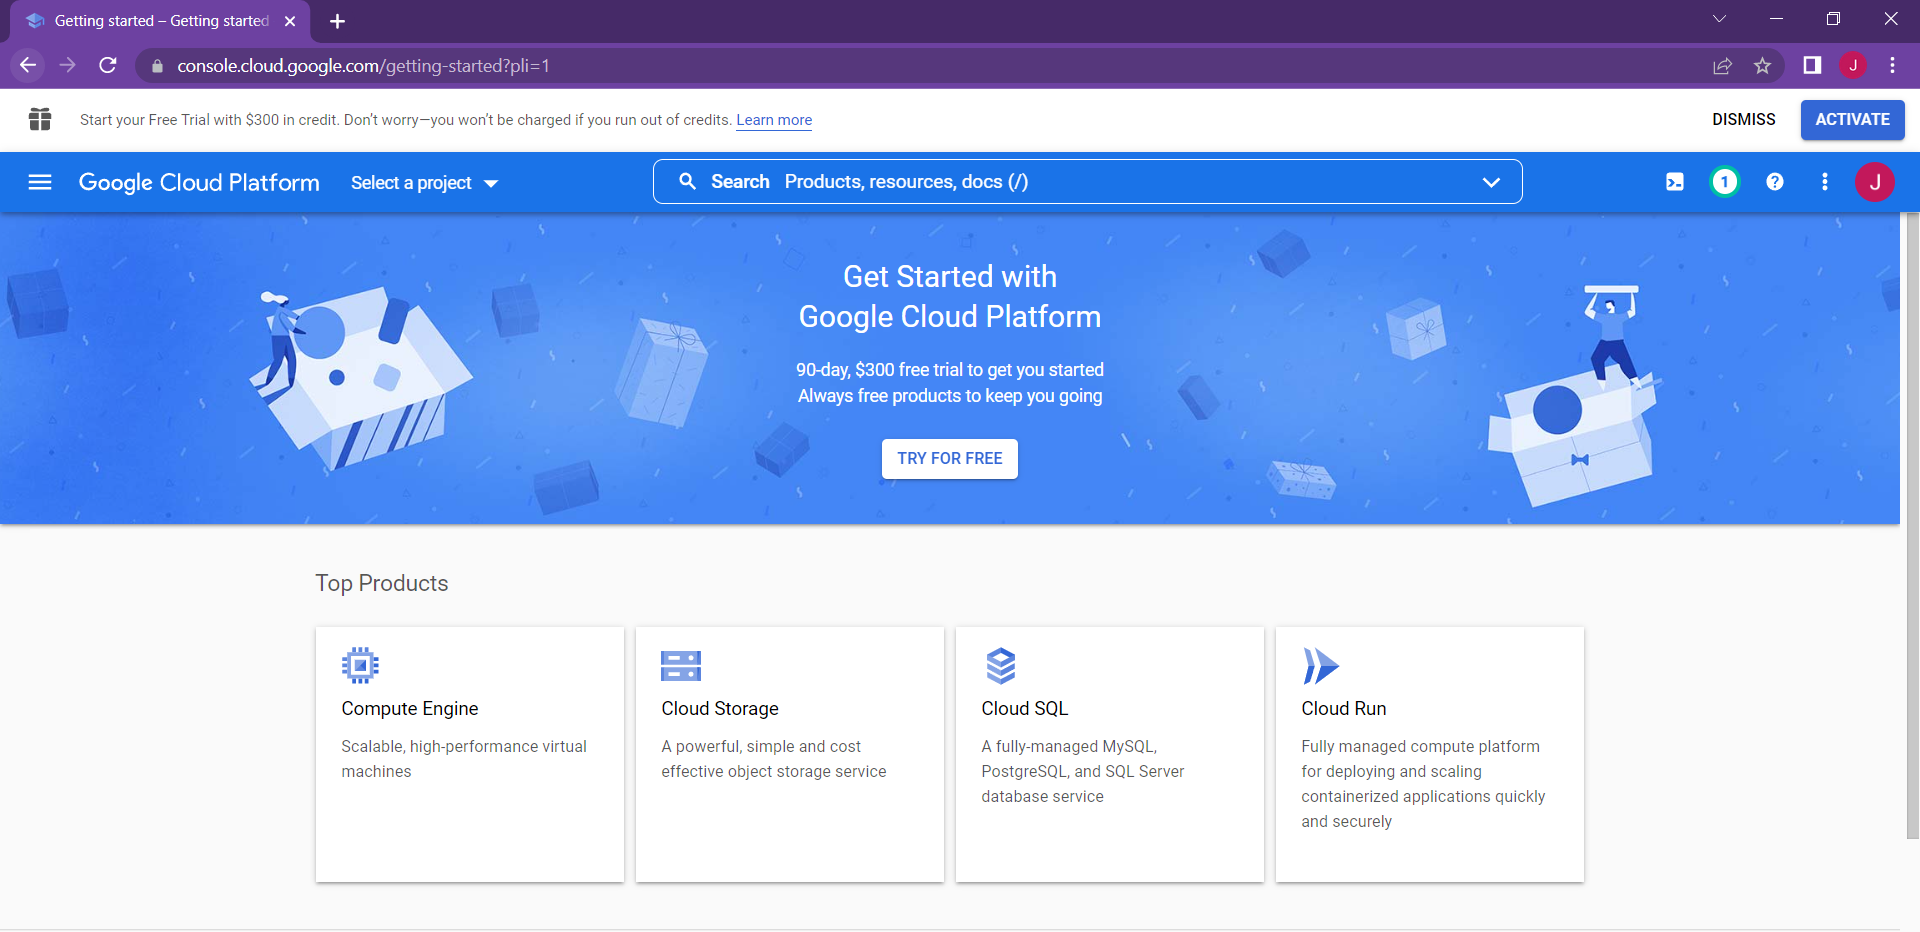 Getting started – Getting started
console.cloud.google.com/getting-started?pli=1
J
Start your Free Trial with $300 in credit. Don't worry—you won't be charged if you run out of credits. Learn more
DISMISS
ACTIVATE
Google Cloud Platform
Select a project
Search Products, resources, docs (/)
1
?
J
Get Started with
Google Cloud Platform
90-day, $300 free trial to get you started
Always free products to keep you going
TRY FOR FREE
Top Products
Compute Engine
Scalable, high-performance virtual
machines
Cloud Storage
A powerful, simple and cost
effective object storage service
Cloud SQL
A fully-managed MySQL,
PostgreSQL, and SQL Server
database service
Cloud Run
Fully managed compute platform
for deploying and scaling
containerized applications quickly
and securely